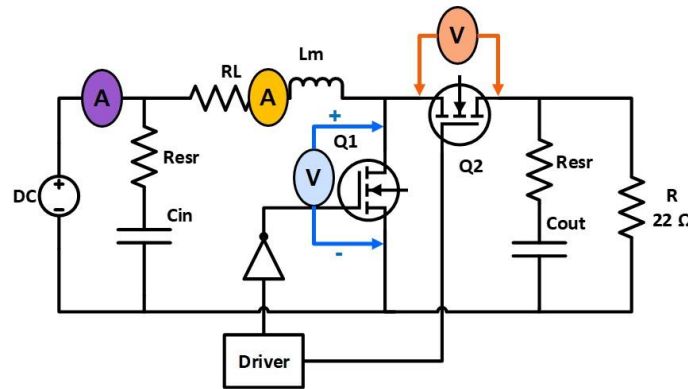 V
Lm
RL
A
A
+
Q1
Q2
Resr
Resr
V
R
22 Ω
DC
+
-
Cin
Cout
-
Driver